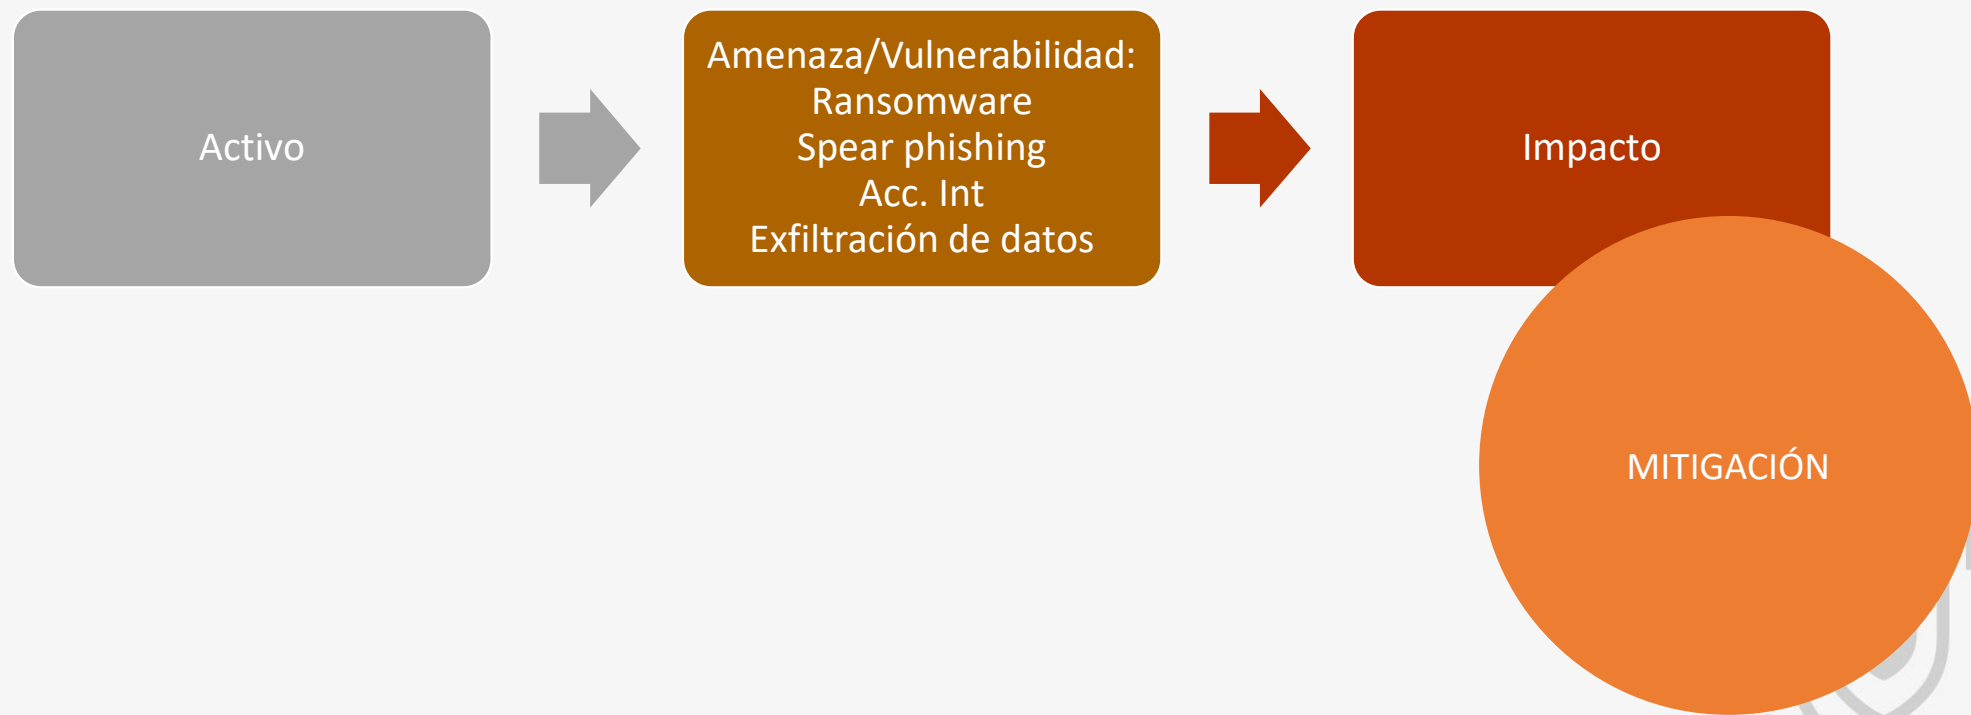 Activo
Amenaza/Vulnerabilidad:
Ransomware
Spear phishing
Acc. Int
Exfiltración de datos
Impacto
MITIGACIÓN